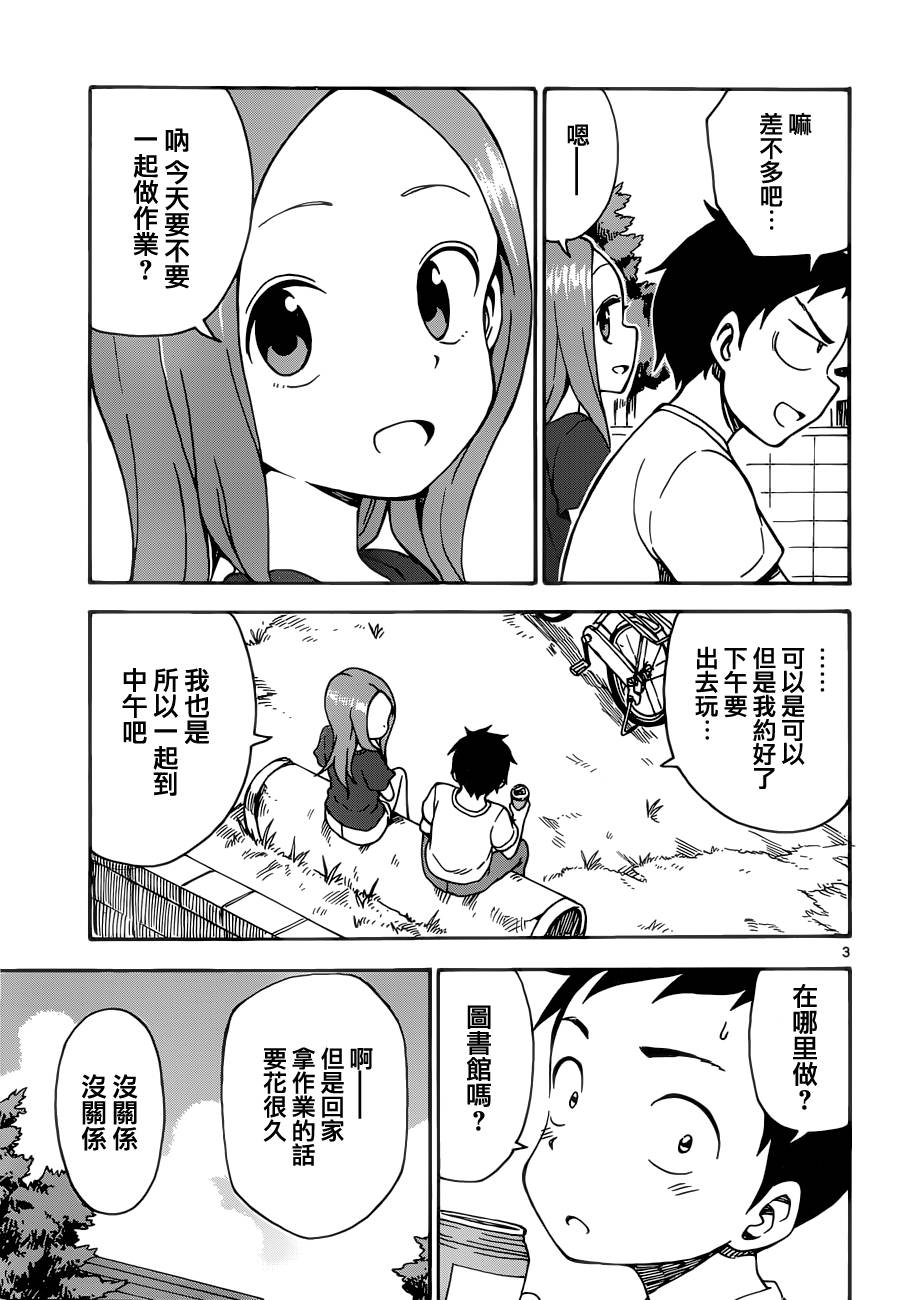 嘛
差不多吧…
嗯——
吶 今天要不要
一起做作業？
……
可以是可以
但是我約好了
下午要
出去玩…
我也是
所以一起到
中午吧
3
在哪里做？
圖書館嗎？
啊——
但是回家
拿作業的話
要花很久
沒關係
沒關係